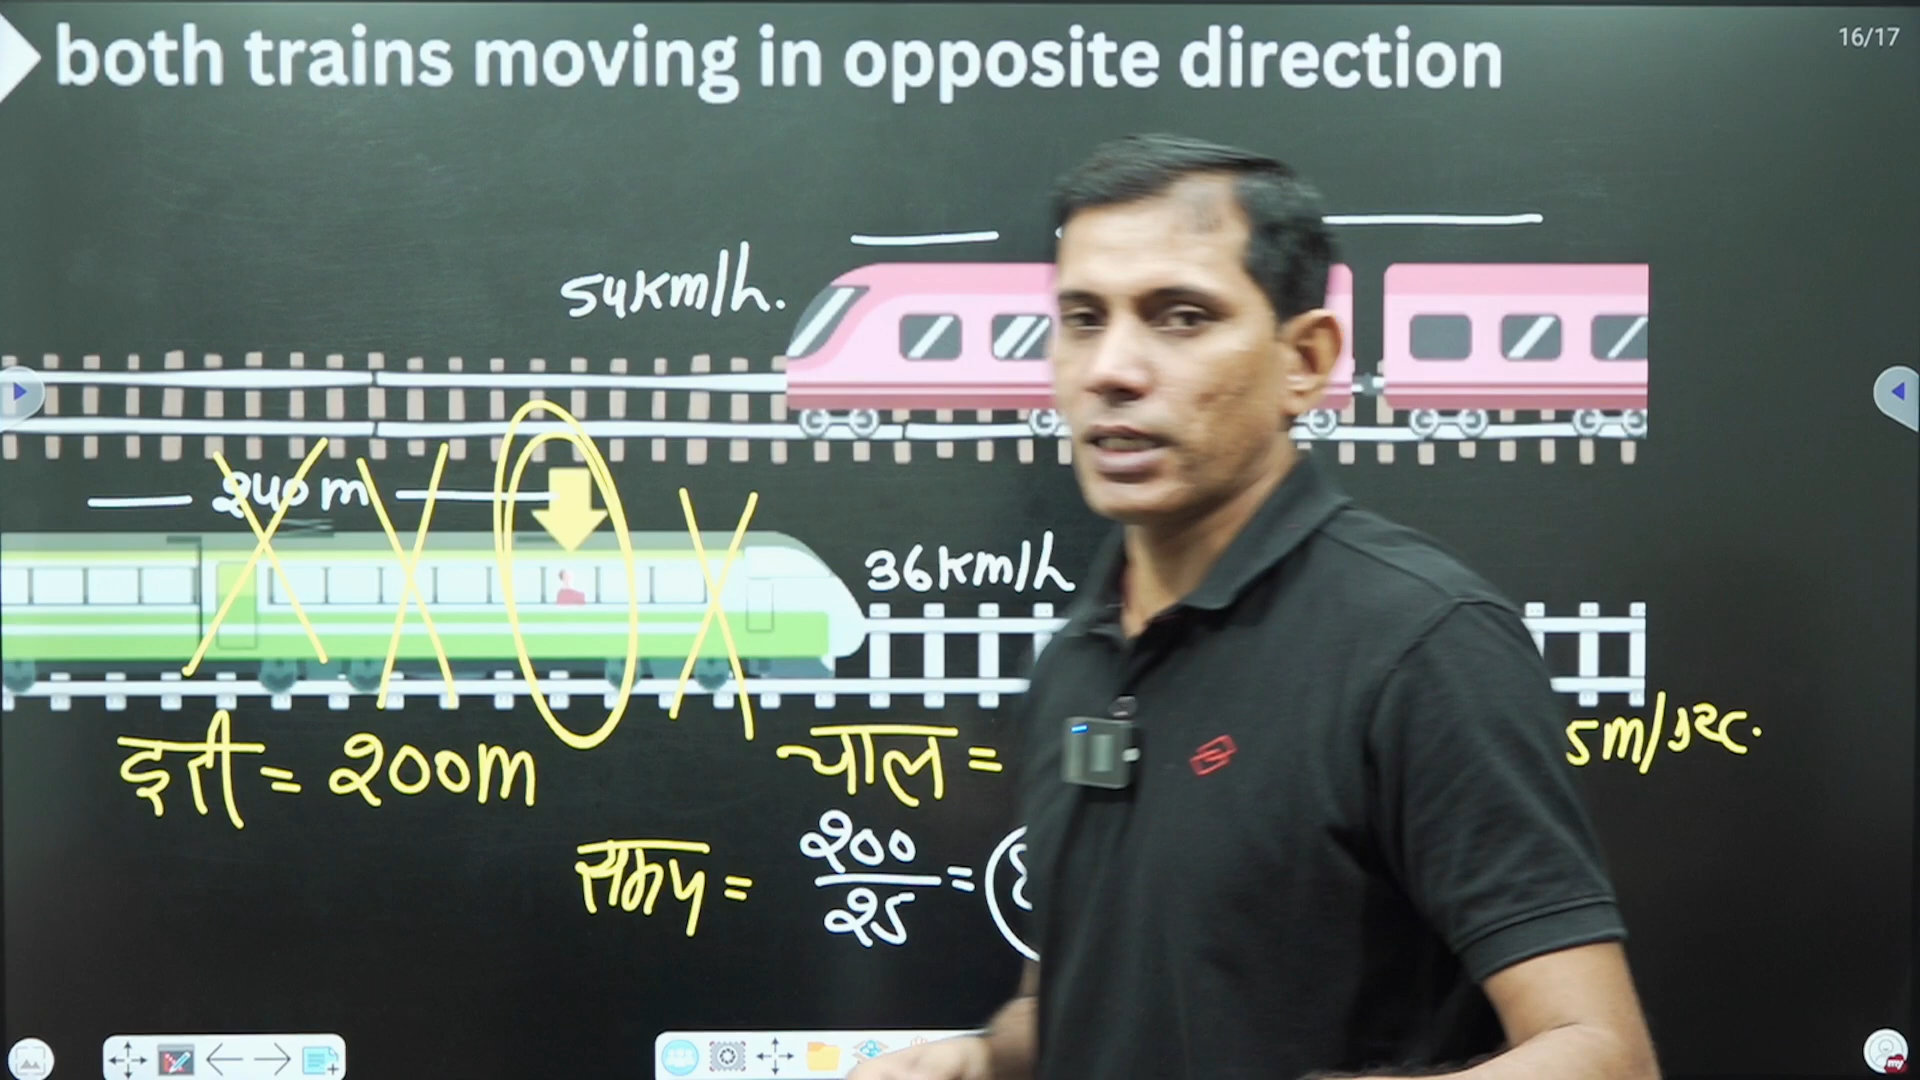 both trains moving in opposite direction
16/17
54km/h.
240m
36km/h
दूरी = 200m
चाल =
5m/sec.
समय = 200/25 =